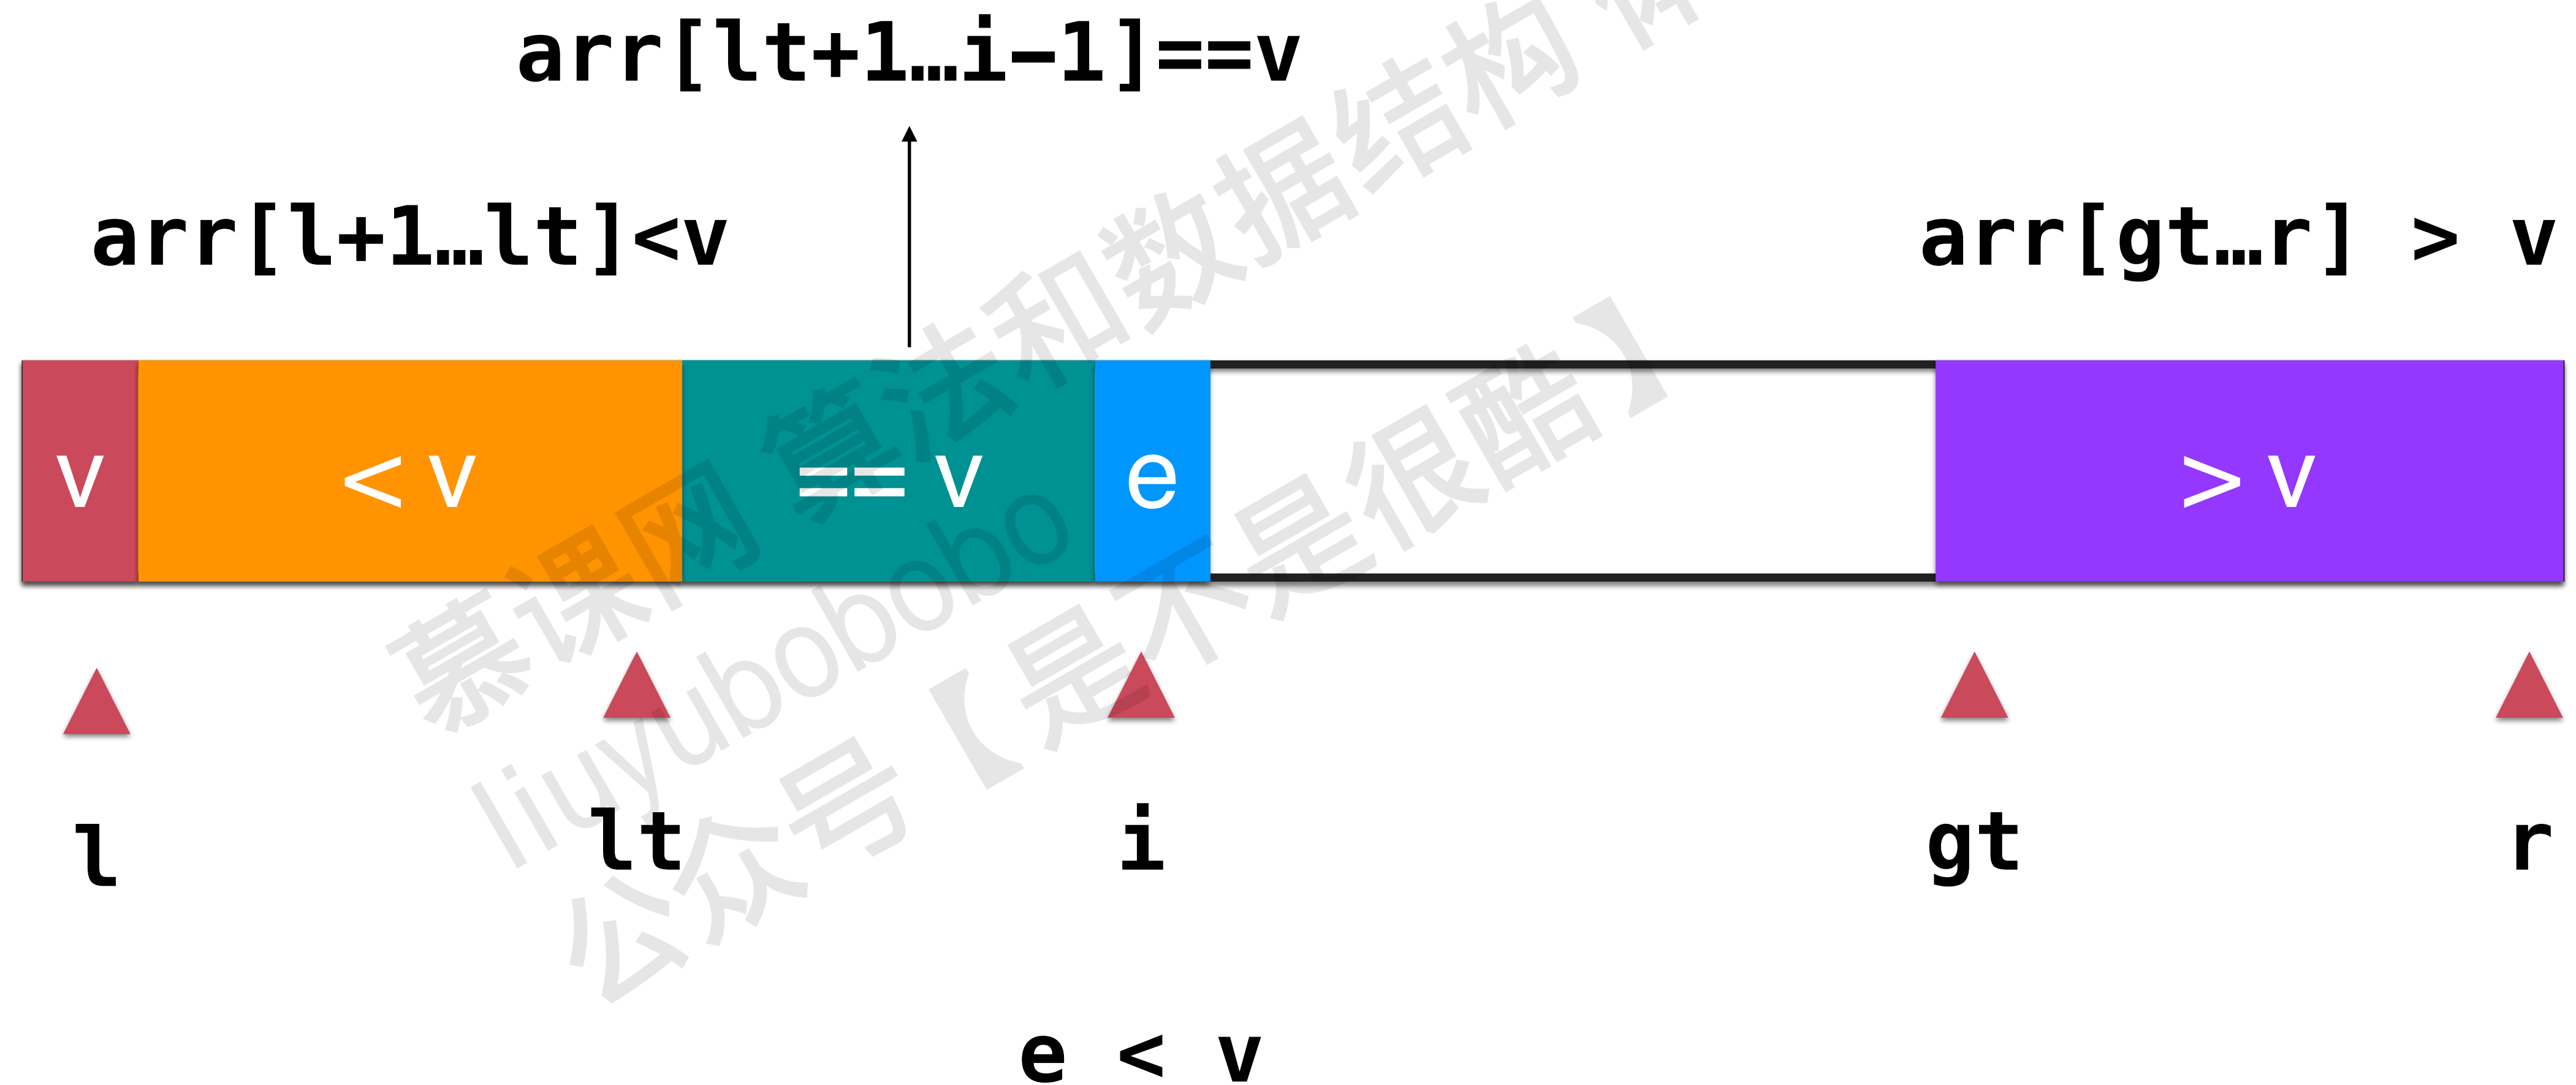 arr[lt+1…i-1]==v
arr[l+1…lt]<v
arr[gt…r] > v
v
< v
== v
e
> v
l
lt
i
gt
r
e < v
慕课网 算法和数据结构
liuyubobobo
公众号【是不是很酷】